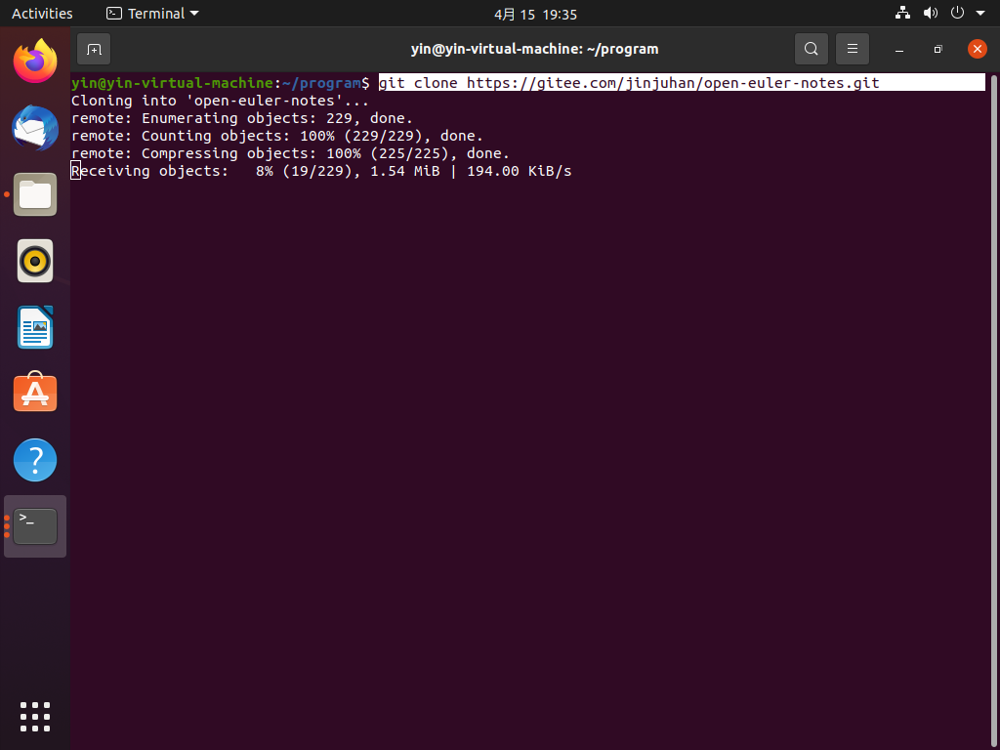 Activities Terminal 4月 15 19:35
yin@yin-virtual-machine: ~/program
yin@yin-virtual-machine:~/program$ git clone https://gitee.com/jinjuhan/open-euler-notes.git
Cloning into 'open-euler-notes'...
remote: Enumerating objects: 229, done.
remote: Counting objects: 100% (229/229), done.
remote: Compressing objects: 100% (225/225), done.
Receiving objects:   8% (19/229), 1.54 MiB | 194.00 KiB/s